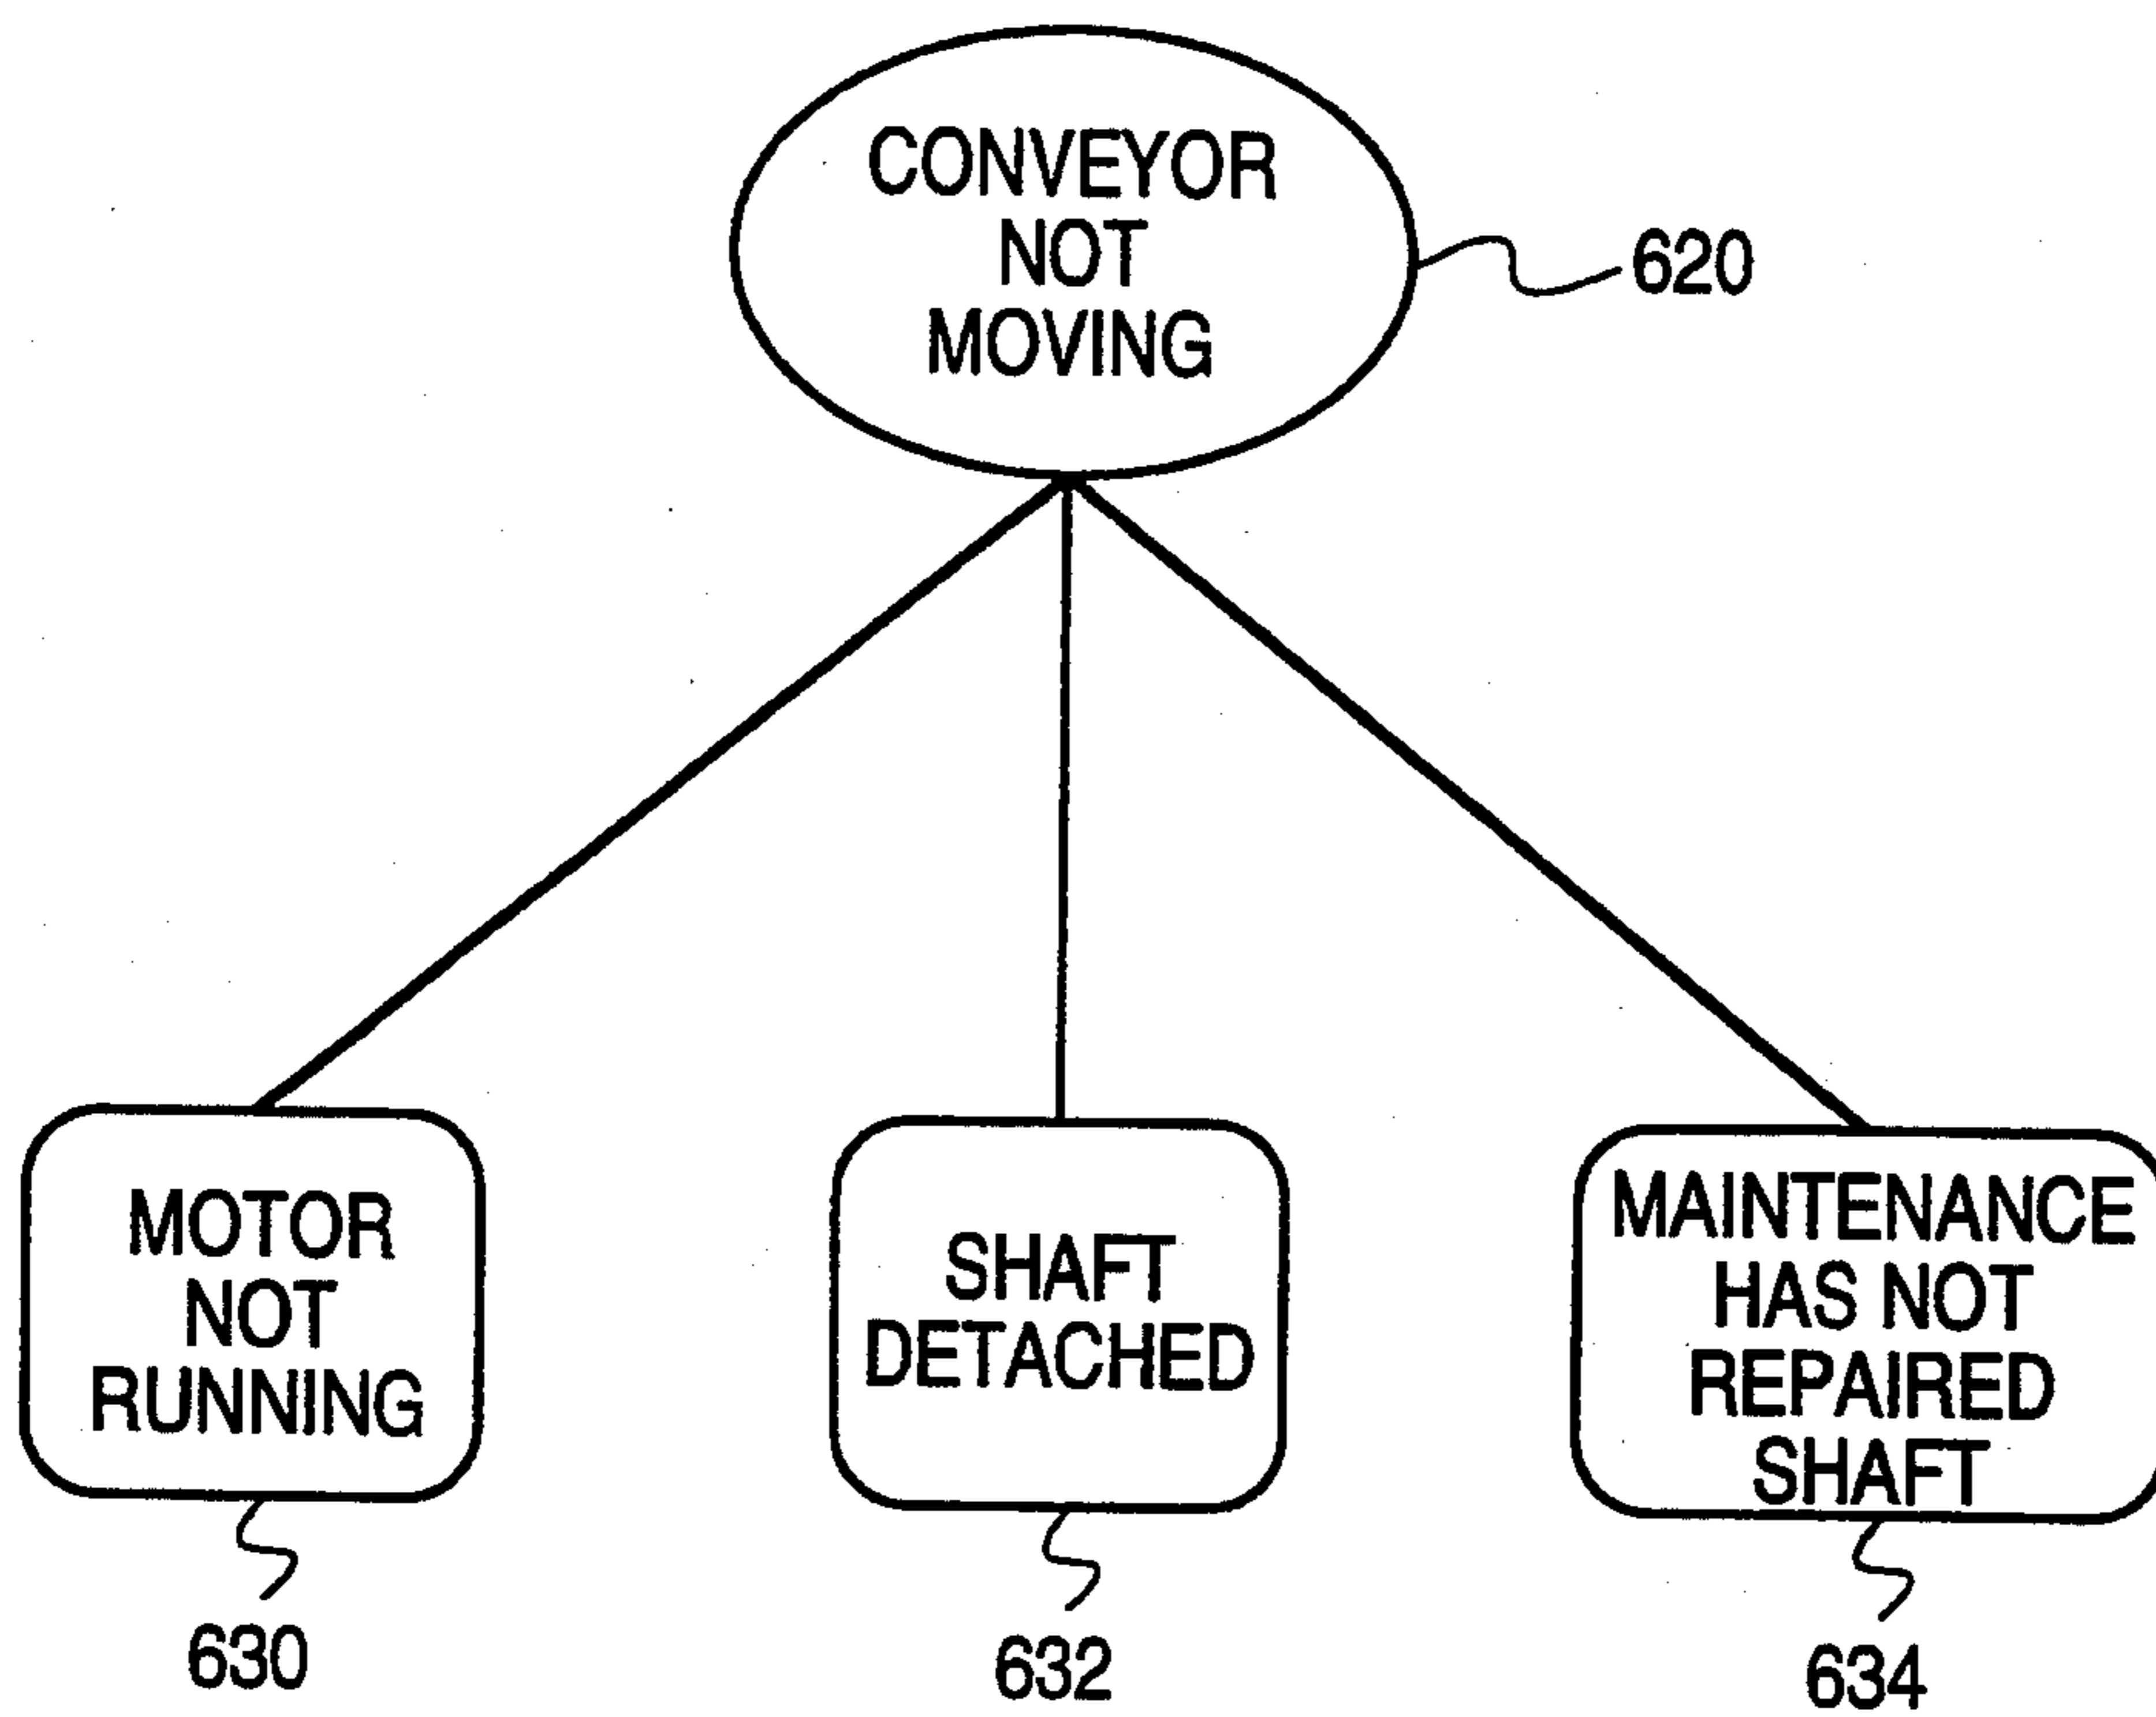 CONVEYOR
NOT
MOVING
620
MOTOR
NOT
RUNNING
630
SHAFT
DETACHED
632
MAINTENANCE
HAS NOT
REPAIRED
SHAFT
634